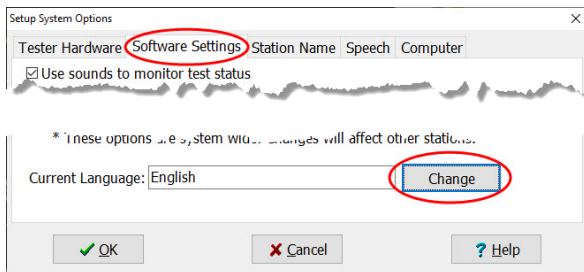 Setup System Options
Tester Hardware Software Settings Station Name Speech Computer
Use sounds to monitor test status
* These options are system wide. Changes will affect other stations.
Current Language: English Change
OK Cancel ? Help